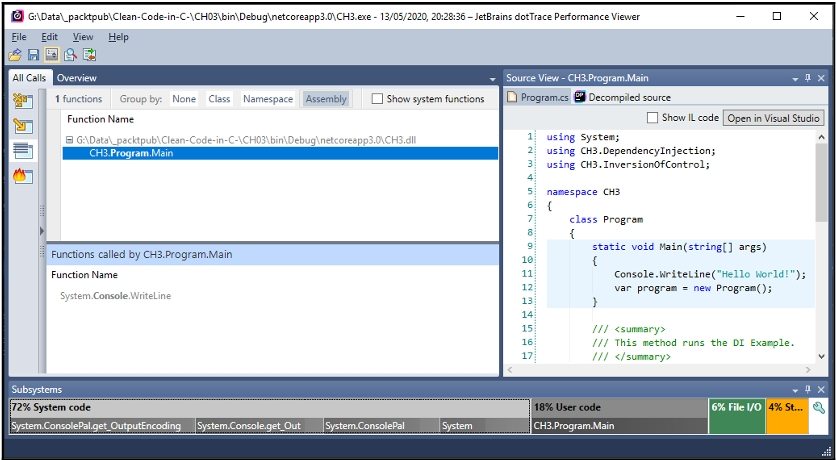 G:\Data\_packtpub\Clean-Code-in-C-\CH03\bin\Debug\netcoreapp3.0\CH3.exe - 13/05/2020, 20:28:36 – JetBrains dotTrace Performance Viewer
File Edit View Help
All Calls Overview
1 functions Group by: None Class Namespace Assembly Show system functions
Function Name
G:\Data\_packtpub\Clean-Code-in-C-\CH03\bin\Debug\netcoreapp3.0\CH3.dll
CH3.Program.Main
Functions called by CH3.Program.Main
Function Name
System.Console.WriteLine
Source View - CH3.Program.Main
Program.cs DP Decompiled source
Show IL code Open in Visual Studio
1 using System;
2 using CH3.DependencyInjection;
3 using CH3.InversionOfControl;
4
5 namespace CH3
6 {
7 class Program
8 {
9 static void Main(string[] args)
10 {
11 Console.WriteLine("Hello World!");
12 var program = new Program();
13 }
14
15 /// <summary>
16 /// This method runs the DI Example.
17 /// </summary>
Subsystems
72% System code 18% User code 6% File I/O 4% St...
System.ConsolePal.get_OutputEncoding System.Console.get_Out System.ConsolePal System CH3.Program.Main